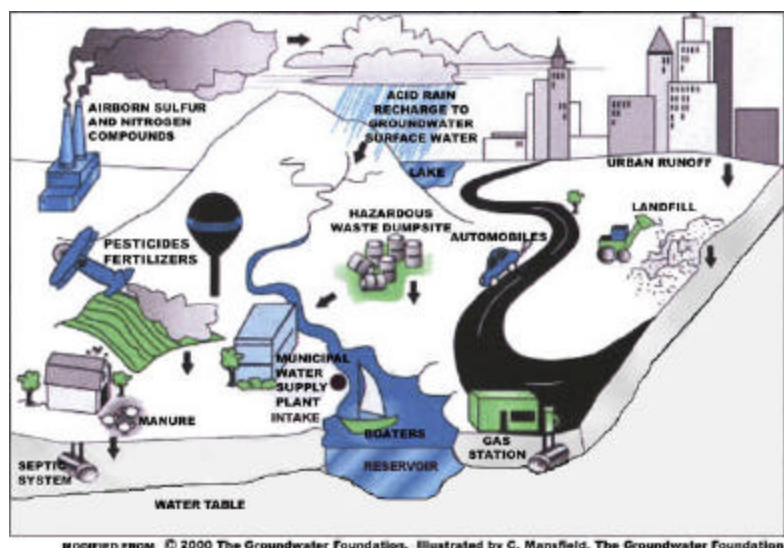 AIRBORN SULFUR
AND NITROGEN
COMPOUNDS
ACID RAIN
RECHARGE TO
GROUNDWATER
SURFACE WATER
LAKE
URBAN RUNOFF
LANDFILL
HAZARDOUS
WASTE DUMPSITE
AUTOMOBILES
PESTICIDES
FERTILIZERS
MUNICIPAL
WATER
SUPPLY
PLANT
INTAKE
MANURE
BOATERS
GAS
STATION
SEPTIC
SYSTEM
RESERVOIR
WATER TABLE
MODIFIED FROM © 2000 The Groundwater Foundation. Illustrated by C. Mansfield, The Groundwater Foundation